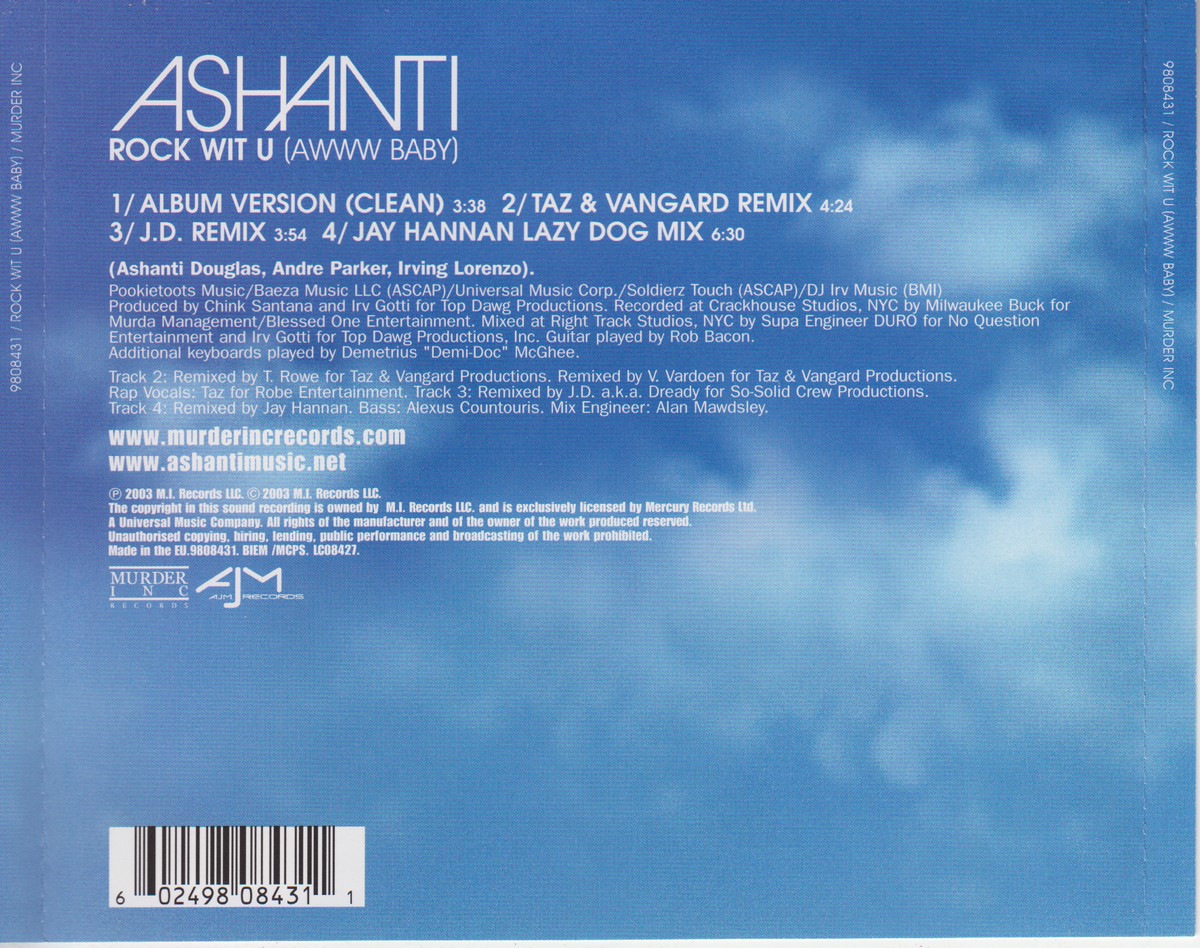 ASHANTI
ROCK WIT U (AWWW BABY)
1/ ALBUM VERSION (CLEAN) 3:38 2/ TAZ & VANGARD REMIX 4:24
3/ J.D. REMIX 3:54 4/ JAY HANNAN LAZY DOG MIX 6:30
(Ashanti Douglas, Andre Parker, Irving Lorenzo).
Pookietoots Music/Baeza Music LLC (ASCAP)/Universal Music Corp./Soldierz Touch (ASCAP)/DJ Irv Music (BMI)
Produced by Chink Santana and Irv Gotti for Top Dawg Productions. Recorded at Crackhouse Studios, NYC by Milwaukee Buck for
Murda Management/Blessed One Entertainment. Mixed at Right Track Studios, NYC by Supa Engineer DURO for No Question
Entertainment and Irv Gotti for Top Dawg Productions, Inc. Guitar played by Rob Bacon.
Additional keyboards played by Demetrius "Demi-Doc" McGhee.
Track 2: Remixed by T. Rowe for Taz & Vangard Productions. Remixed by V. Vardoen for Taz & Vangard Productions.
Rap Vocals: Taz for Robe Entertainment. Track 3: Remixed by J.D. a.k.a. Dready for So-Solid Crew Productions.
Track 4: Remixed by Jay Hannan. Bass: Alexus Countouris. Mix Engineer: Alan Mawdsley.
www.murderincrecords.com
www.ashantimusic.net
℗ 2003 M.I. Records LLC. © 2003 M.I. Records LLC.
The copyright in this sound recording is owned by M.I. Records LLC. and is exclusively licensed by Mercury Records Ltd.
A Universal Music Company. All rights of the manufacturer and of the owner of the work produced reserved.
Unauthorised copying, hiring, lending, public performance and broadcasting of the work prohibited.
Made in the EU.9808431. BIEM /MCPS. LC08427.
MURDER
INC
RECORDS
AJM
AJM RECORDS
6 02498 08431 1
9808431 / ROCK WIT U (AWWW BABY) / MURDER INC
9808431 / ROCK WIT U (AWWW BABY) / MURDER INC